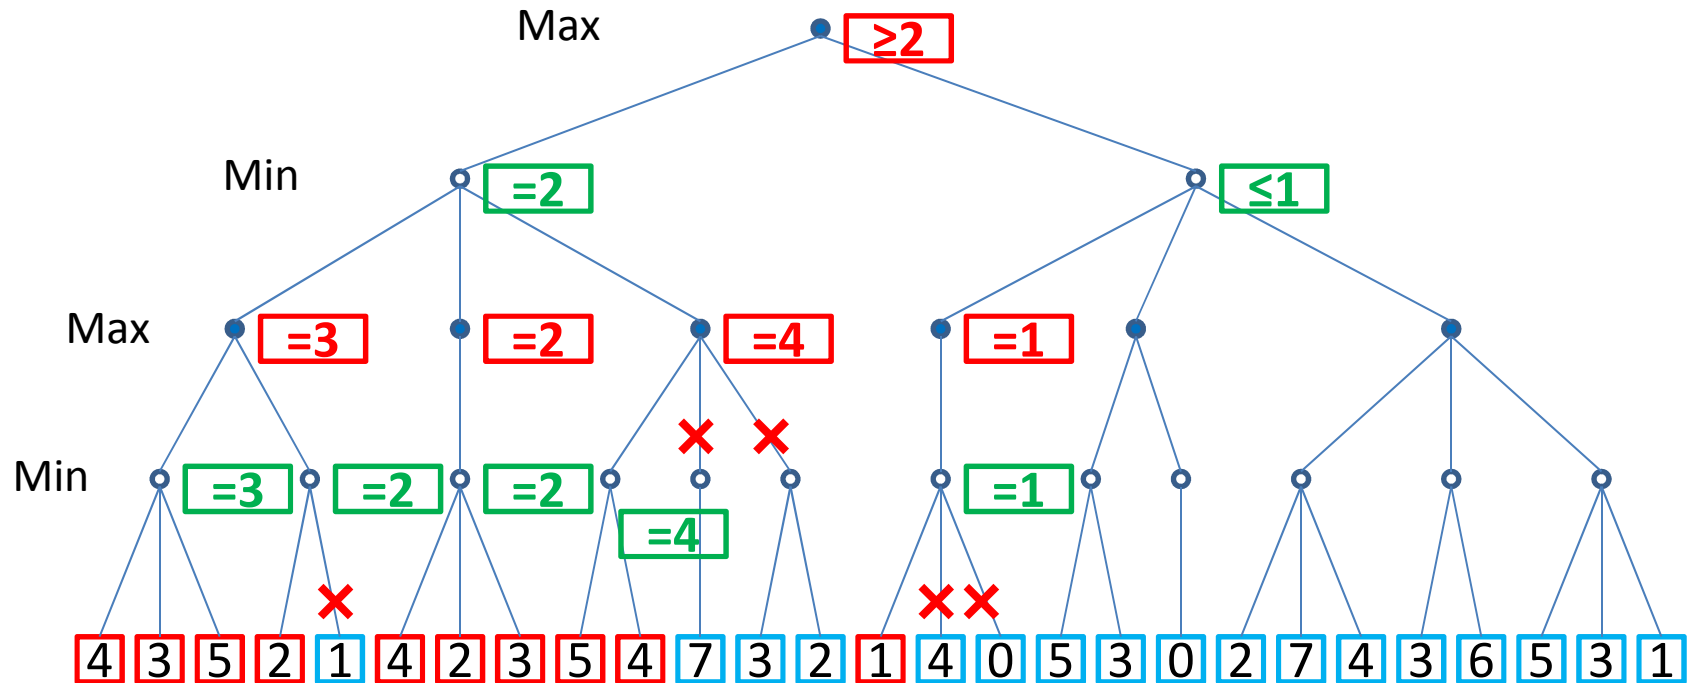 Max ≥2
Min =2 ≤1
Max =3 =2 =4 =1
Min =3 =2 =2 =1
=4
4 3 5 2 1 4 2 3 5 4 7 3 2 1 4 0 5 3 0 2 7 4 3 6 5 3 1